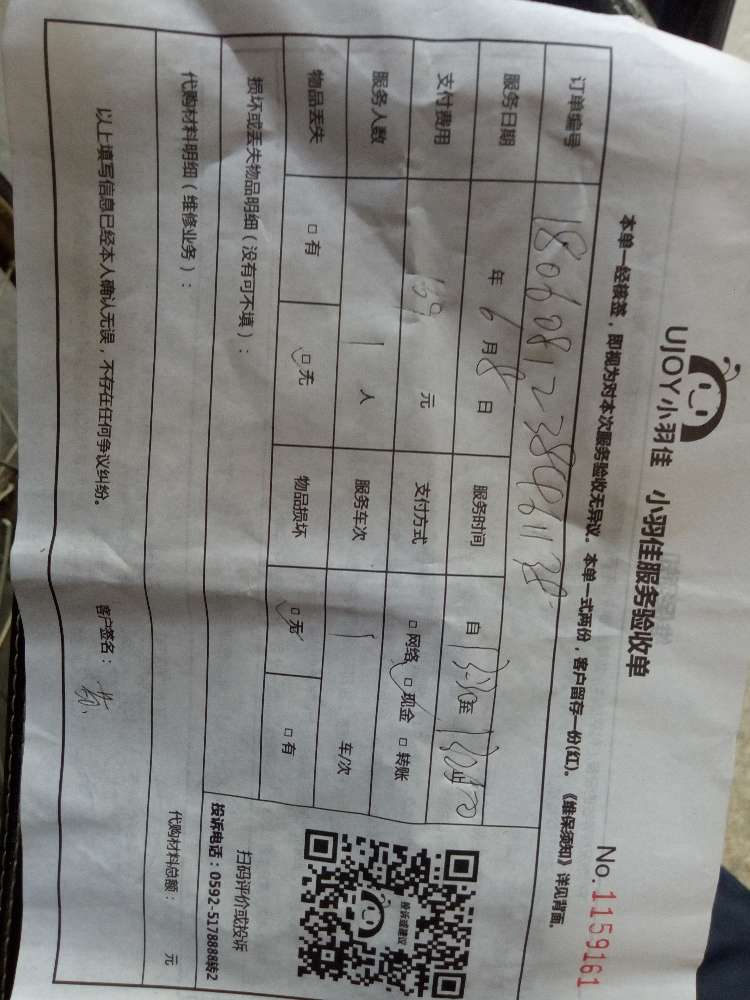 UJOY小羽佳 小羽佳服务验收单
No.1159161
本单一经核签，即视为对本次服务验收无异议。本单一式两份，客户留存一份(红)。《维保须知》详见背面。
订单编号
服务日期 年6月8日 服务时间 自 至 止
支付费用 元 支付方式 □网络 □现金 □转账
服务人数 1人 服务车次 1 车/次
物品丢失 □有 □无 物品损坏 □无 □有
损坏或丢失物品明细（没有可不填）：
投诉或建议
扫码评价或投诉
投诉电话：0592-5178888转2
代购材料明细（维修业务）：
代购材料总额： 元
以上填写信息已经本人确认无误，不存在任何争议纠纷。 客户签名：